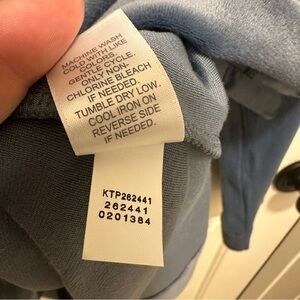 MACHINE WASH
COLD WITH LIKE
COLORS.
GENTLE CYCLE.
ONLY NON-
CHLORINE BLEACH
IF NEEDED.
TUMBLE DRY LOW.
COOL IRON ON
REVERSE SIDE
IF NEEDED.
KTP262441
262441
0201384